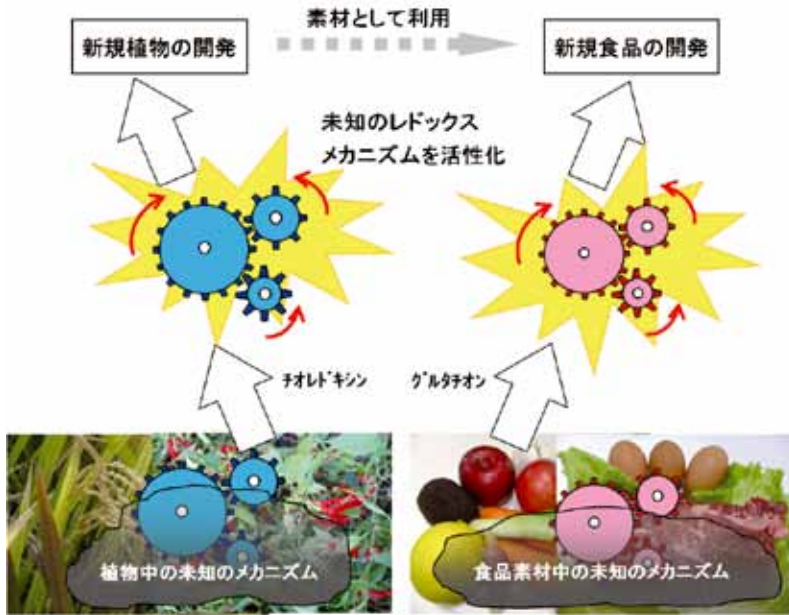 素材として利用
新規植物の開発
新規食品の開発
未知のレドックス
メカニズムを活性化
ﾁｵﾚﾄﾞｷｼﾝ
ｸﾞﾙﾀﾁｵﾝ
植物中の未知のメカニズム
食品素材中の未知のメカニズム